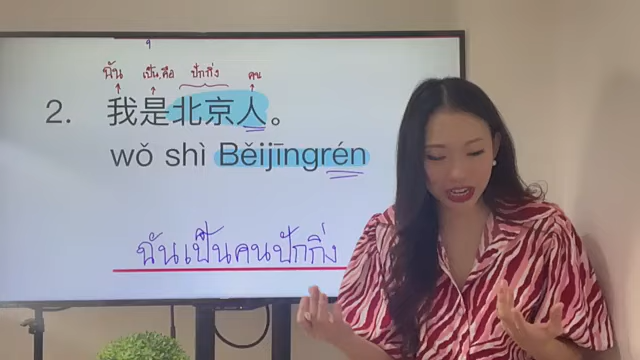 ฉัน เป็น,คือ ปักกิ่ง คน
2. 我是北京人。
wǒ shì Běijīngrén
ฉันเป็นคนปักกิ่ง